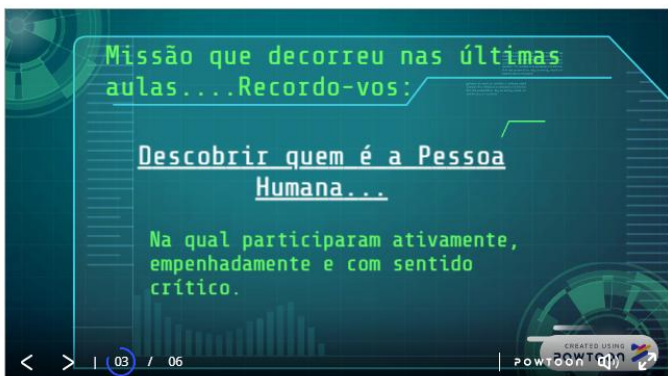 Missão que decorreu nas últimas
aulas....Recordo-vos:
Descobrir quem é a Pessoa
Humana...
Na qual participaram ativamente,
empenhadamente e com sentido
crítico.
CREATED USING
POWTOON
< > | 03 / 06
| POWTOON